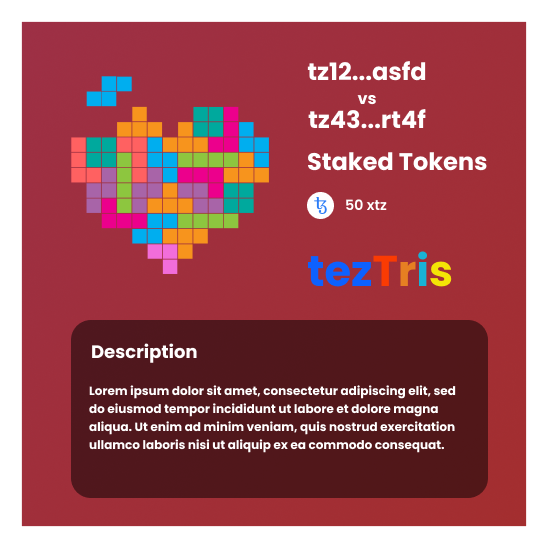 tz12...asfd
vs
tz43...rt4f
Staked Tokens
50 xtz
tezTris
Description
Lorem ipsum dolor sit amet, consectetur adipiscing elit, sed
do eiusmod tempor incididunt ut labore et dolore magna
aliqua. Ut enim ad minim veniam, quis nostrud exercitation
ullamco laboris nisi ut aliquip ex ea commodo consequat.